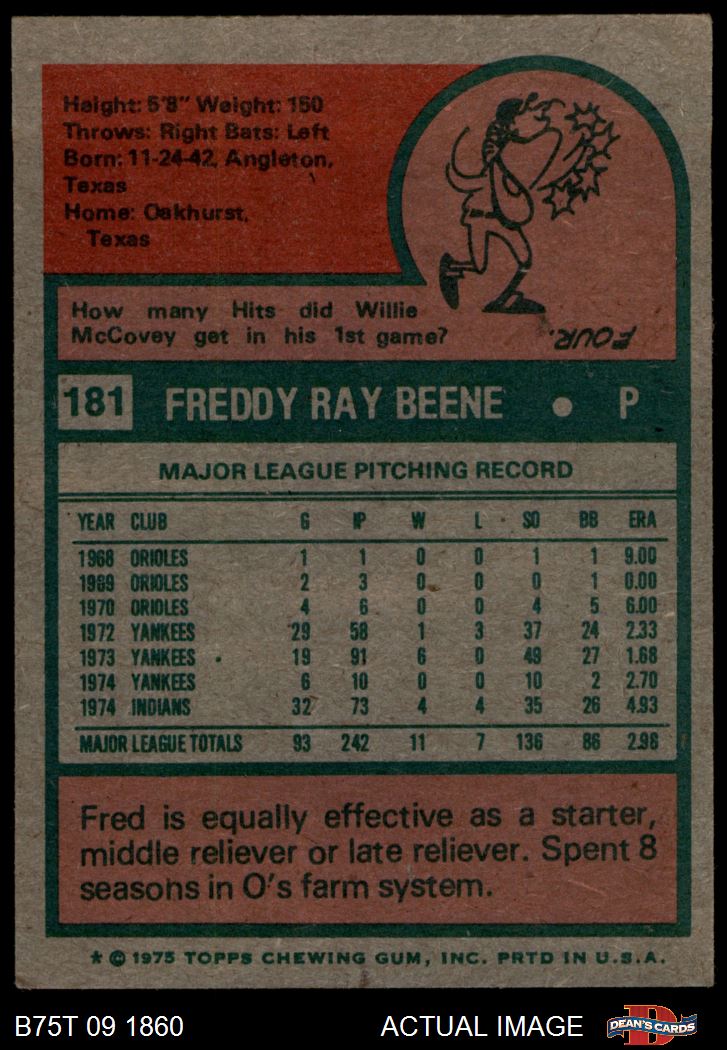 Height: 5'8" Weight: 150
Throws: Right Bats: Left
Born: 11-24-42, Angleton,
Texas
Home: Oakhurst,
Texas
How many Hits did Willie
McCovey get in his 1st game?
FOUR.
181 FREDDY RAY BEENE • P
MAJOR LEAGUE PITCHING RECORD
YEAR CLUB G IP W L SO BB ERA
1968 ORIOLES 1 1 0 0 1 1 9.00
1969 ORIOLES 2 3 0 0 0 1 0.00
1970 ORIOLES 4 6 0 0 4 5 6.00
1972 YANKEES 29 58 1 3 37 24 2.33
1973 YANKEES 19 91 6 0 49 27 1.68
1974 YANKEES 6 10 0 0 10 2 2.70
1974 INDIANS 32 73 4 4 35 26 4.93
MAJOR LEAGUE TOTALS 93 242 11 7 136 86 2.98
Fred is equally effective as a starter,
middle reliever or late reliever. Spent 8
seasons in O's farm system.
* © 1975 TOPPS CHEWING GUM, INC. PRTD IN U.S.A.
B75T 09 1860 ACTUAL IMAGE DEAN'S CARDS